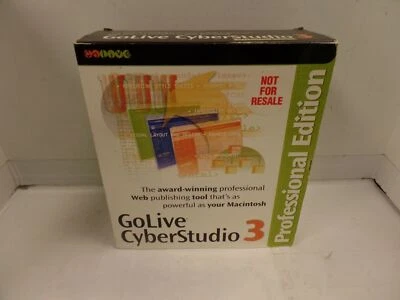 GOLIVE
NOT
FOR
RESALE
The award-winning professional
Web publishing tool that's as
powerful as your Macintosh
GoLive
CyberStudio 3
Professional Edition